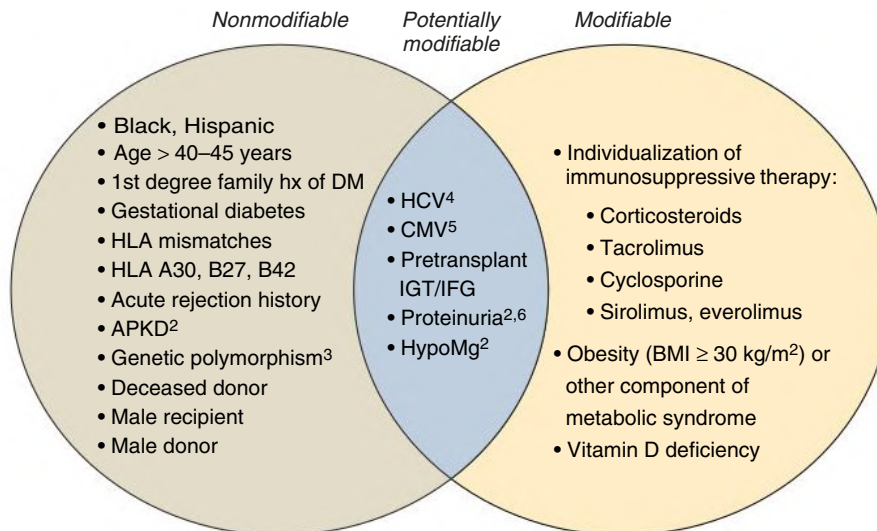 Nonmodifiable
Potentially
modifiable
Modifiable
• Black, Hispanic
• Age > 40–45 years
• 1st degree family hx of DM
• Gestational diabetes
• HLA mismatches
• HLA A30, B27, B42
• Acute rejection history
• APKD²
• Genetic polymorphism³
• Deceased donor
• Male recipient
• Male donor
• HCV⁴
• CMV⁵
• Pretransplant
IGT/IFG
• Proteinuria²,⁶
• HypoMg²
• Individualization of
immunosuppressive therapy:
• Corticosteroids
• Tacrolimus
• Cyclosporine
• Sirolimus, everolimus
• Obesity (BMI ≥ 30 kg/m²) or
other component of
metabolic syndrome
• Vitamin D deficiency